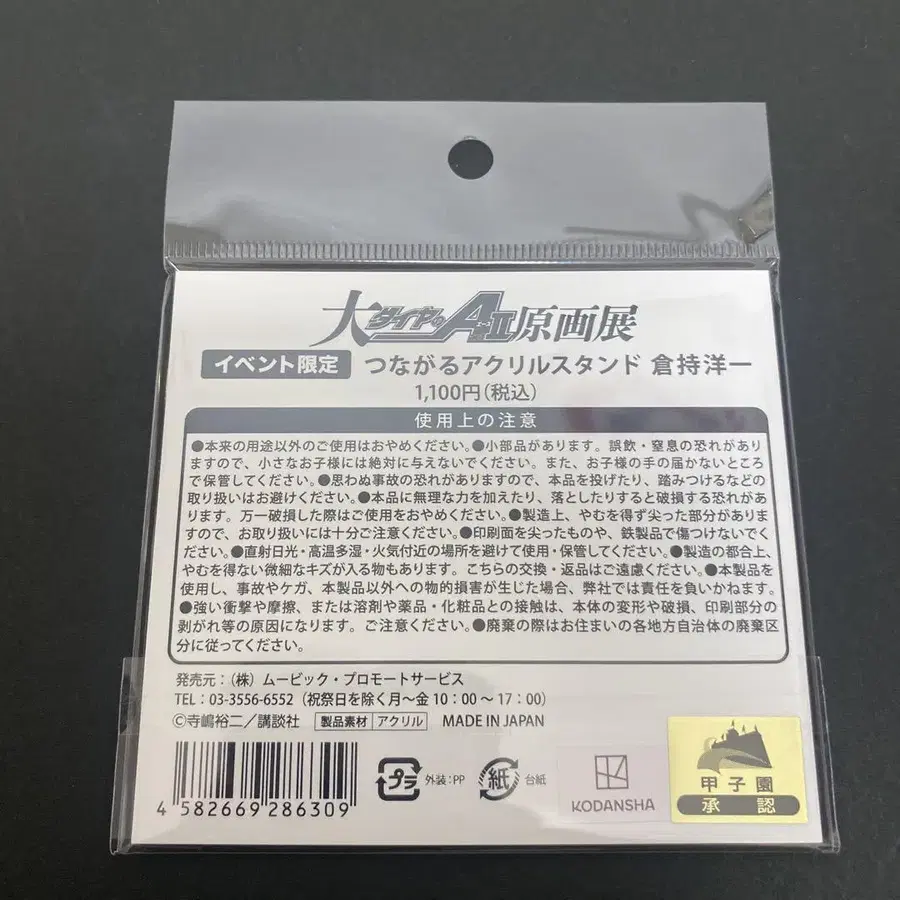 大ダイヤのAⅡ原画展
イベント限定 つながるアクリルスタンド 倉持洋一
1,100円(税込)
使用上の注意
●本来の用途以外のご使用はおやめください。●小部品があります。誤飲・窒息の恐れがあり
ますので、小さなお子様には絶対に与えないでください。また、お子様の手の届かないところ
で保管してください。●思わぬ事故の恐れがありますので、本品を投げたり、踏みつけるなどの
取り扱いはお避けください。●本品に無理な力を加えたり、落としたりすると破損する恐れがあ
ります。万一破損した際はご使用をおやめください。●製造上、やむを得ず尖った部分がありま
すので、お取り扱いには十分ご注意ください。●印刷面を尖ったものや、鉄製品で傷つけないでく
ださい。●直射日光・高温多湿・火気付近の場所を避けて使用・保管してください。●製造の都合上、
やむを得ない微細なキズが入る物もあります。こちらの交換・返品はご遠慮ください。●本製品を
使用し、事故やケガ、本製品以外への物的損害が生じた場合、弊社では責任を負いかねます。
●強い衝撃や摩擦、または溶剤や薬品・化粧品との接触は、本体の変形や破損、印刷部分の
剥がれ等の原因になります。ご注意ください。●廃棄の際はお住まいの各地方自治体の廃棄区
分に従ってください。
発売元:(株)ムービック・プロモートサービス
TEL:03-3556-6552(祝祭日を除く月〜金10:00〜17:00)
©寺嶋裕二/講談社 製品素材 アクリル MADE IN JAPAN
4 582669 286309
プラ 外装:PP
紙 台紙
KODANSHA
甲子園
承認